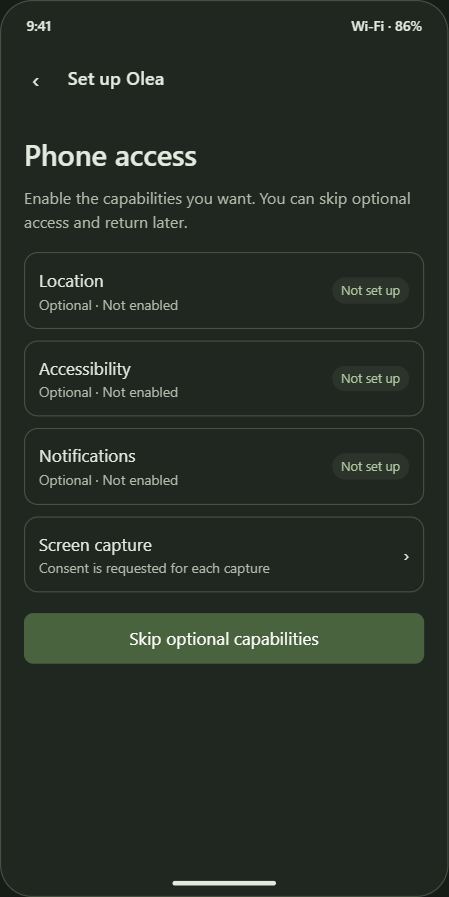 9:41
Wi-Fi · 86%
‹ Set up Olea
Phone access
Enable the capabilities you want. You can skip optional
access and return later.
Location
Optional · Not enabled
Not set up
Accessibility
Optional · Not enabled
Not set up
Notifications
Optional · Not enabled
Not set up
Screen capture
Consent is requested for each capture
›
Skip optional capabilities